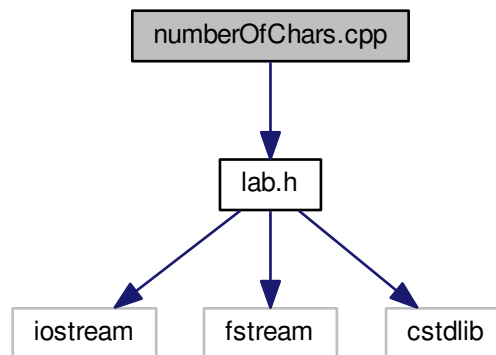 numberOfChars.cpp
lab.h
iostream
fstream
cstdlib